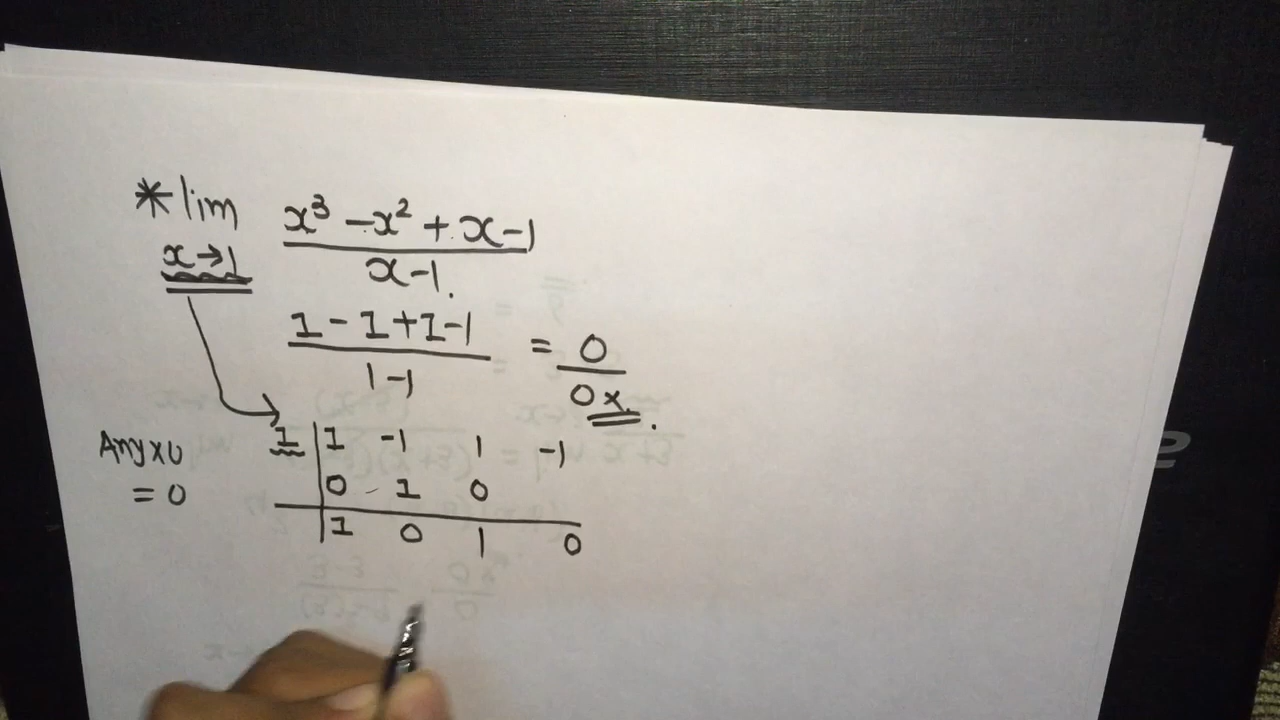 * lim x³ - x² + x - 1
x→1 x - 1.
1 - 1 + 1 - 1 = 0
1 - 1 0 x.
Any x 0 1 | 1 -1 1 -1
= 0 0 1 0
1 0 1 0